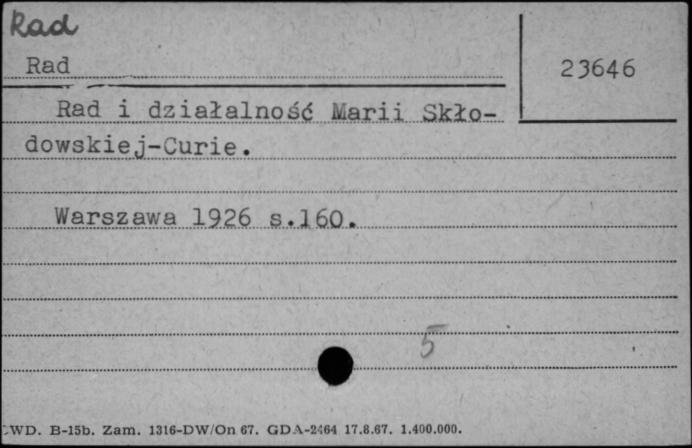 Rad
Rad
23646
Rad i działalność Marii Skło-
dowskiej-Curie.
Warszawa 1926 s.160.
5
WD. B-15b. Zam. 1316-DW/On 67. GDA-2464 17.8.67. 1.400.000.